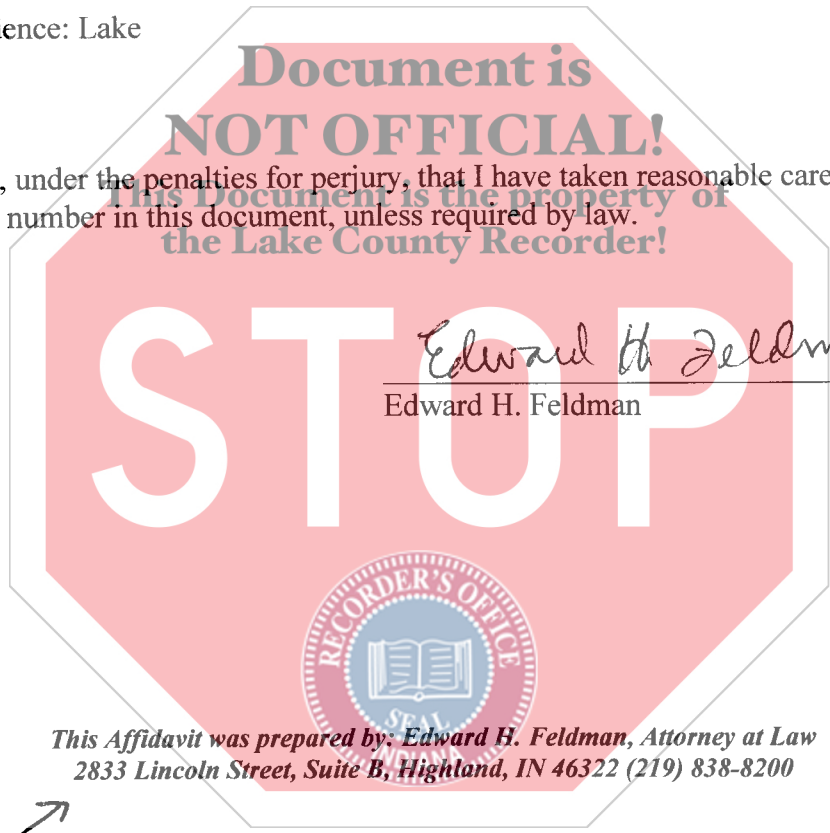 ence: Lake
Document is
NOT OFFICIAL!
, under the penalties for perjury, that I have taken reasonable care
This Document is the property of
number in this document, unless required by law.
the Lake County Recorder!
STOP
Edward H. Feldm
Edward H. Feldman
RECORDER'S OFFICE
SEAL
INDIANA
This Affidavit was prepared by: Edward H. Feldman, Attorney at Law
2833 Lincoln Street, Suite B, Highland, IN 46322 (219) 838-8200